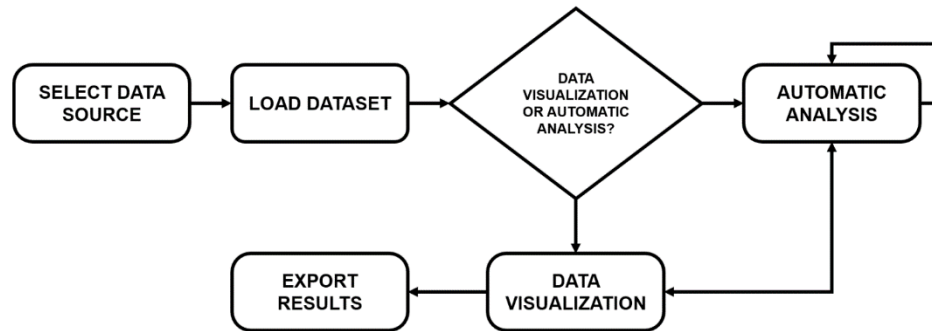 SELECT DATA
SOURCE
LOAD DATASET
DATA
VISUALIZATION
OR AUTOMATIC
ANALYSIS?
AUTOMATIC
ANALYSIS
EXPORT
RESULTS
DATA
VISUALIZATION